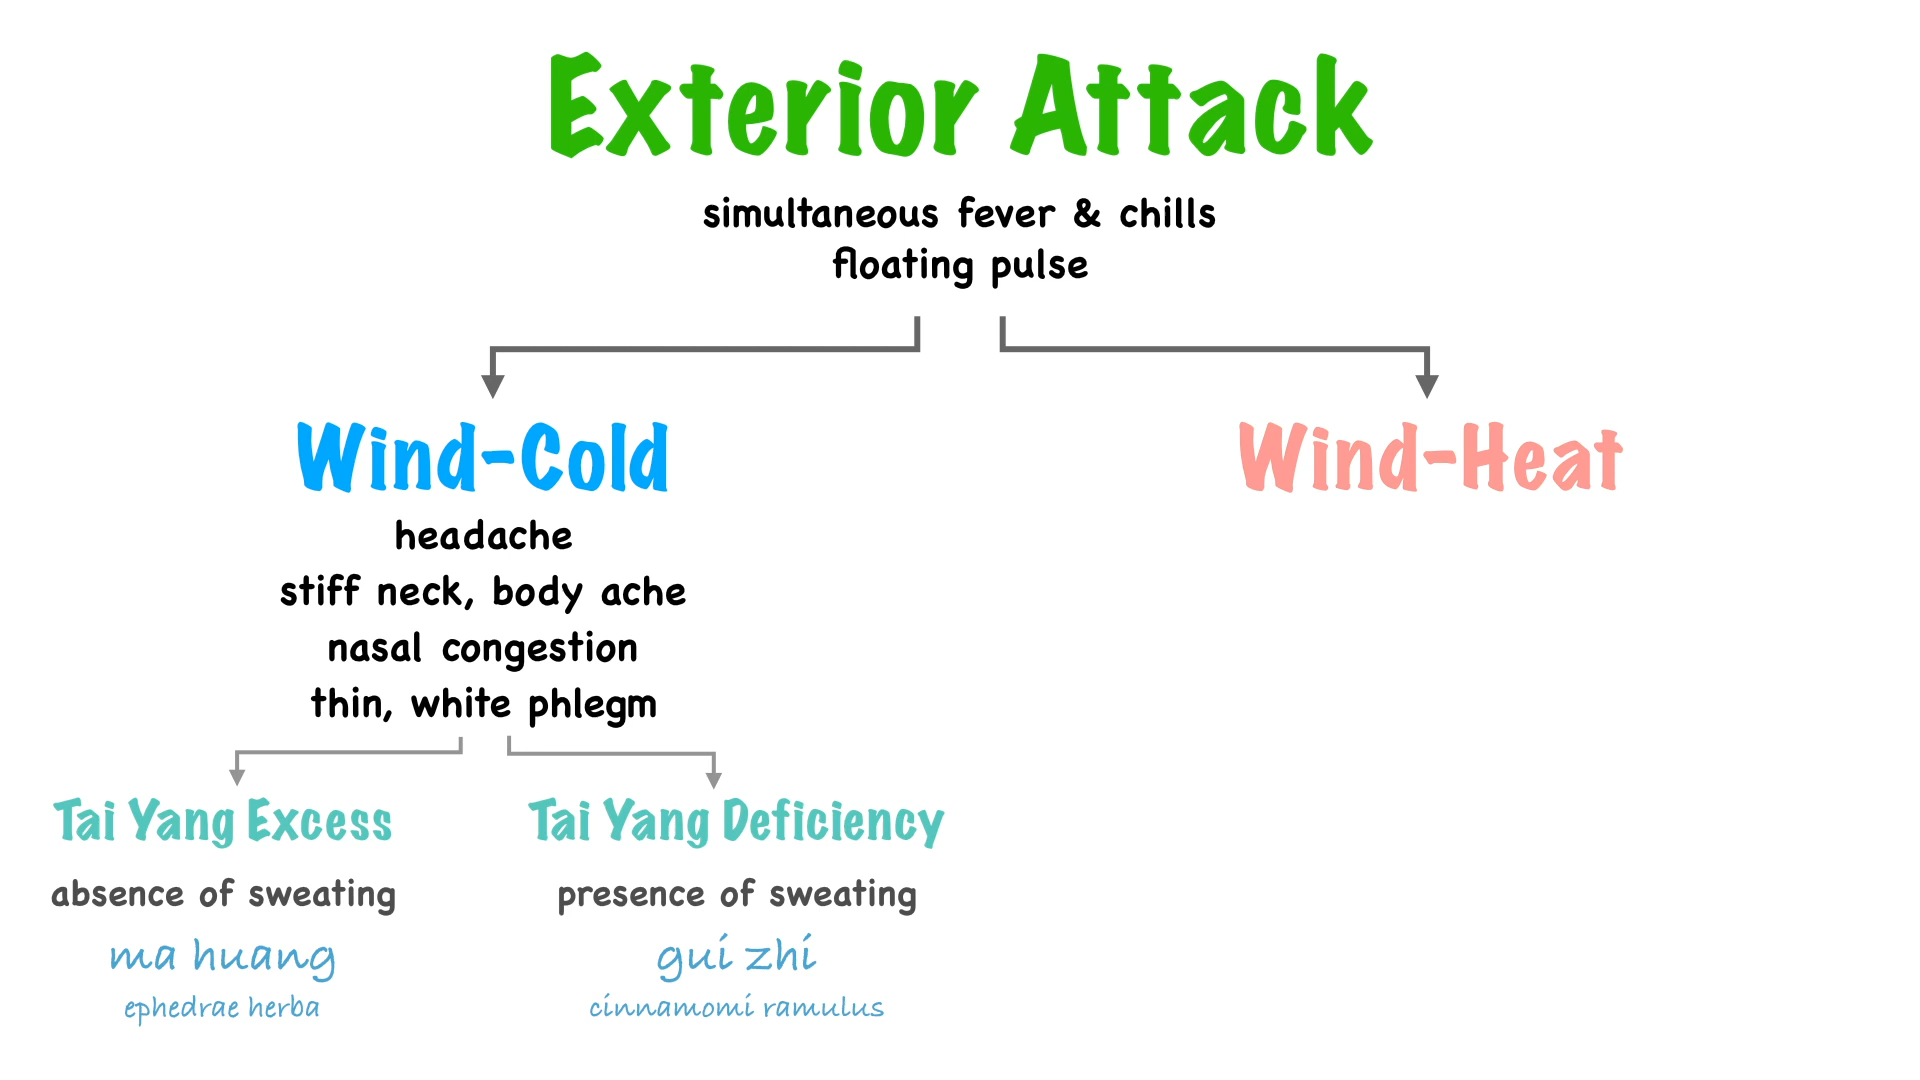 Exterior Attack
simultaneous fever & chills
floating pulse
Wind-Cold
headache
stiff neck, body ache
nasal congestion
thin, white phlegm
Tai Yang Excess
absence of sweating
ma huang
ephedrae herba
Tai Yang Deficiency
presence of sweating
gui zhi
cinnamomi ramulus
Wind-Heat